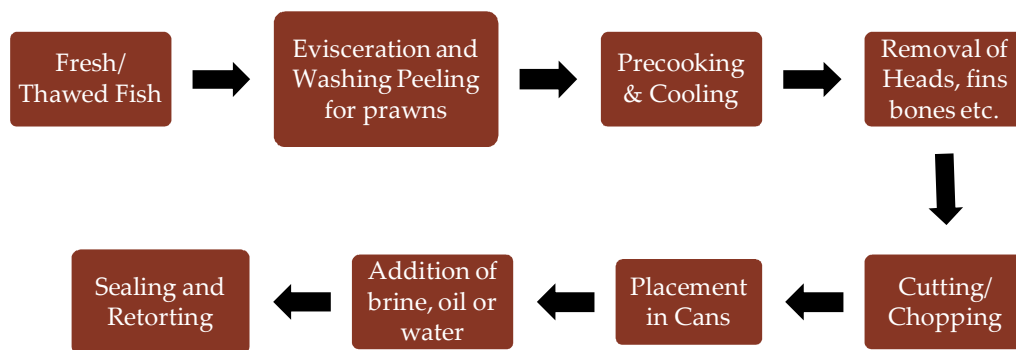 Fresh/
Thawed Fish
Evisceration and
Washing Peeling
for prawns
Precooking
& Cooling
Removal of
Heads, fins
bones etc.
Cutting/
Chopping
Placement
in Cans
Addition of
brine, oil or
water
Sealing and
Retorting